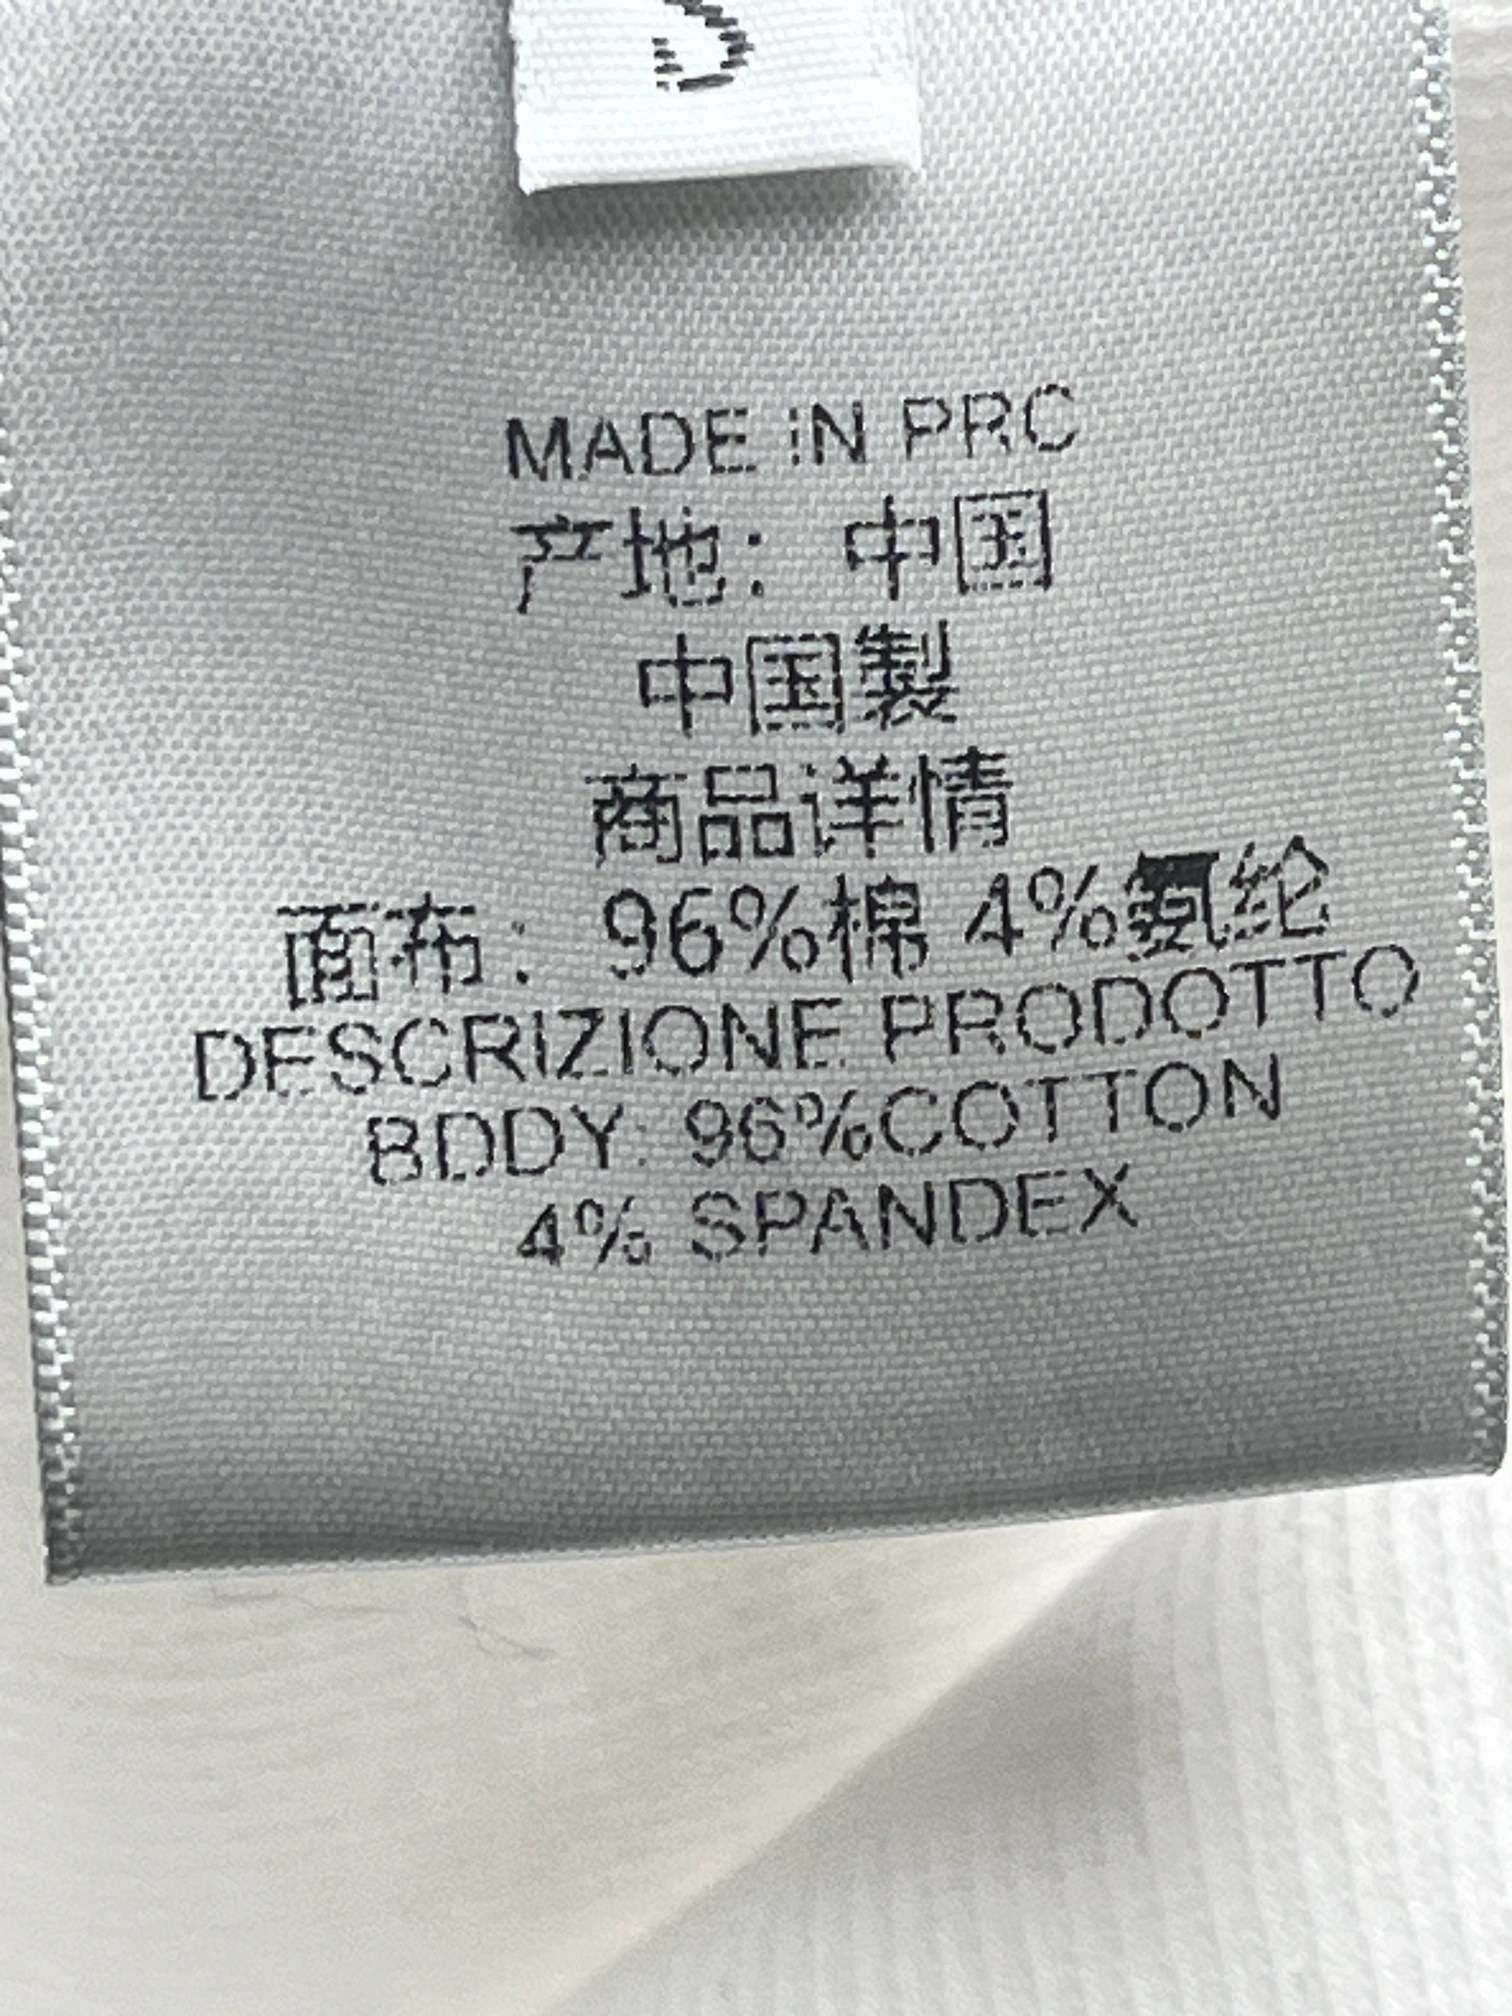 MADE iN PRC
产地：中国
中国製
商品详情
面布：96%棉 4%氨纶
DESCRIZIONE PRODOTTO
BDDY: 96%COTTON
4% SPANDEX